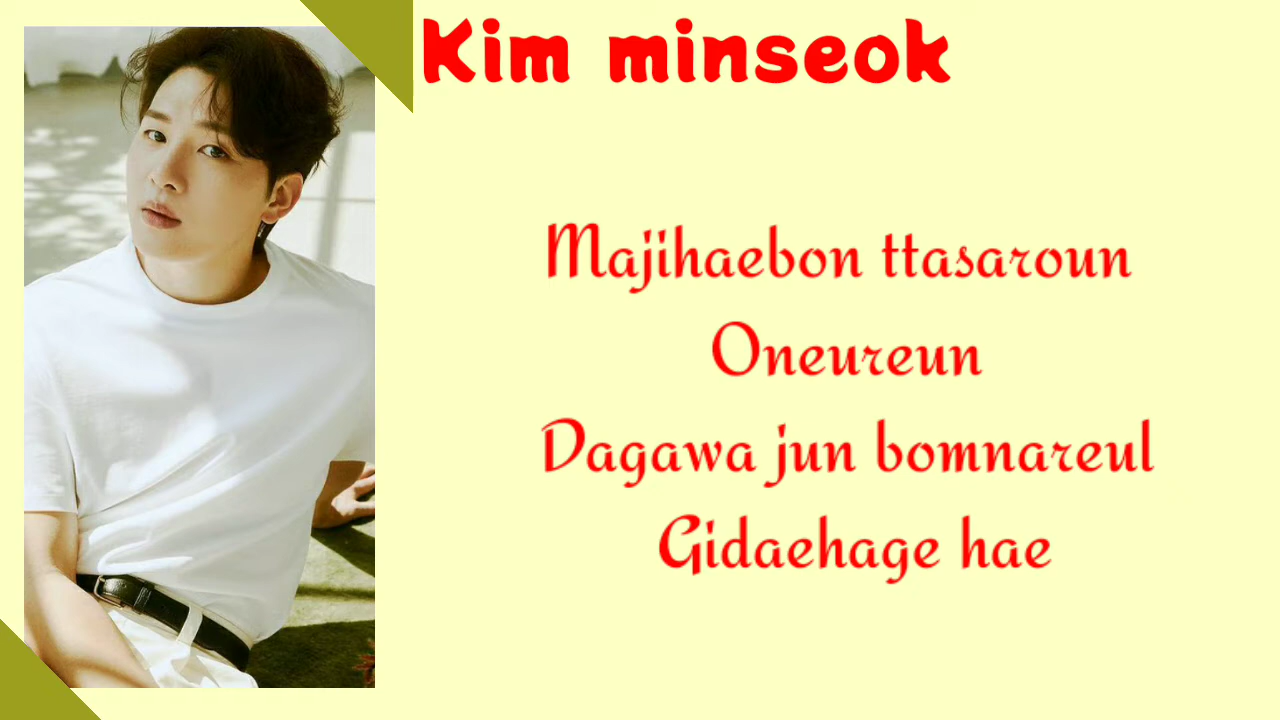 Kim minseok
Majihaebon ttasaroun
Oneureun
Dagawa jun bomnareul
Gidaehage hae